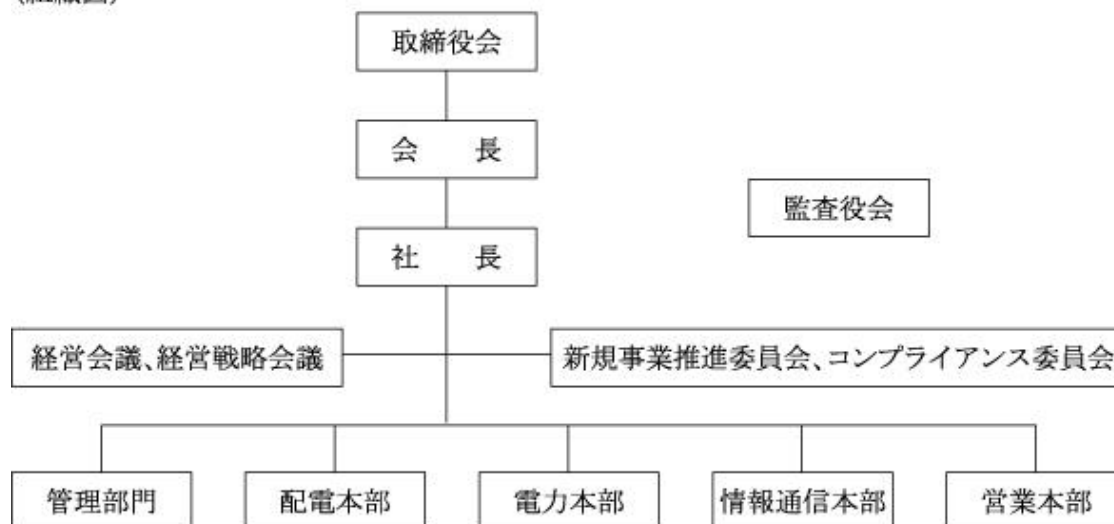 取締役会
会　　長
監査役会
社　　長
経営会議、経営戦略会議
新規事業推進委員会、コンプライアンス委員会
管理部門
配電本部
電力本部
情報通信本部
営業本部